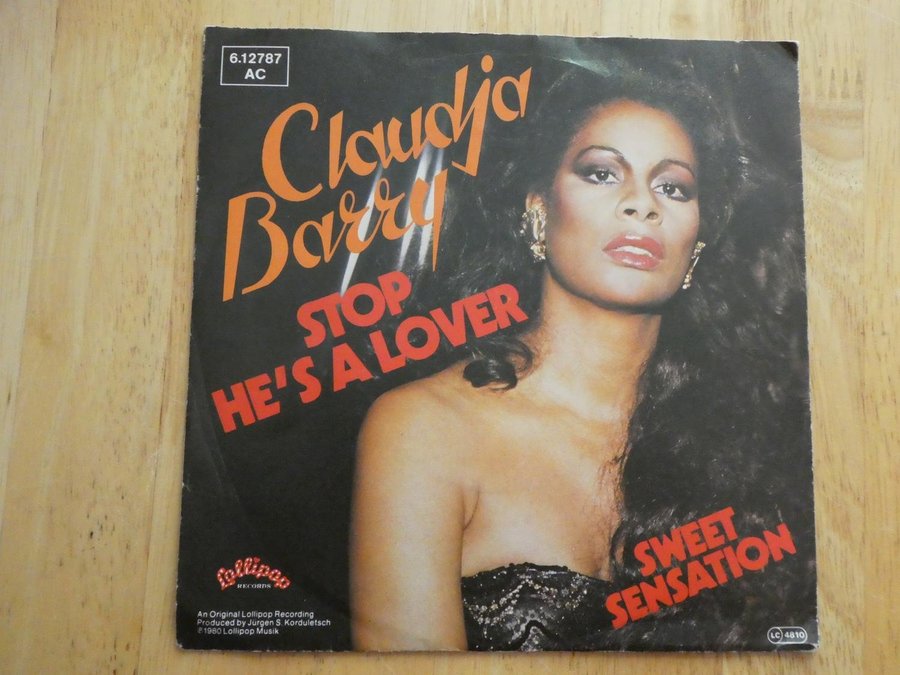 6.12787
AC
Claudja
Barry
STOP
HE'S A LOVER
SWEET
SENSATION
Lollipop
RECORDS
An Original Lollipop Recording
Produced by Jürgen S. Korduletsch
℗1980 Lollipop Musik
LC 4810